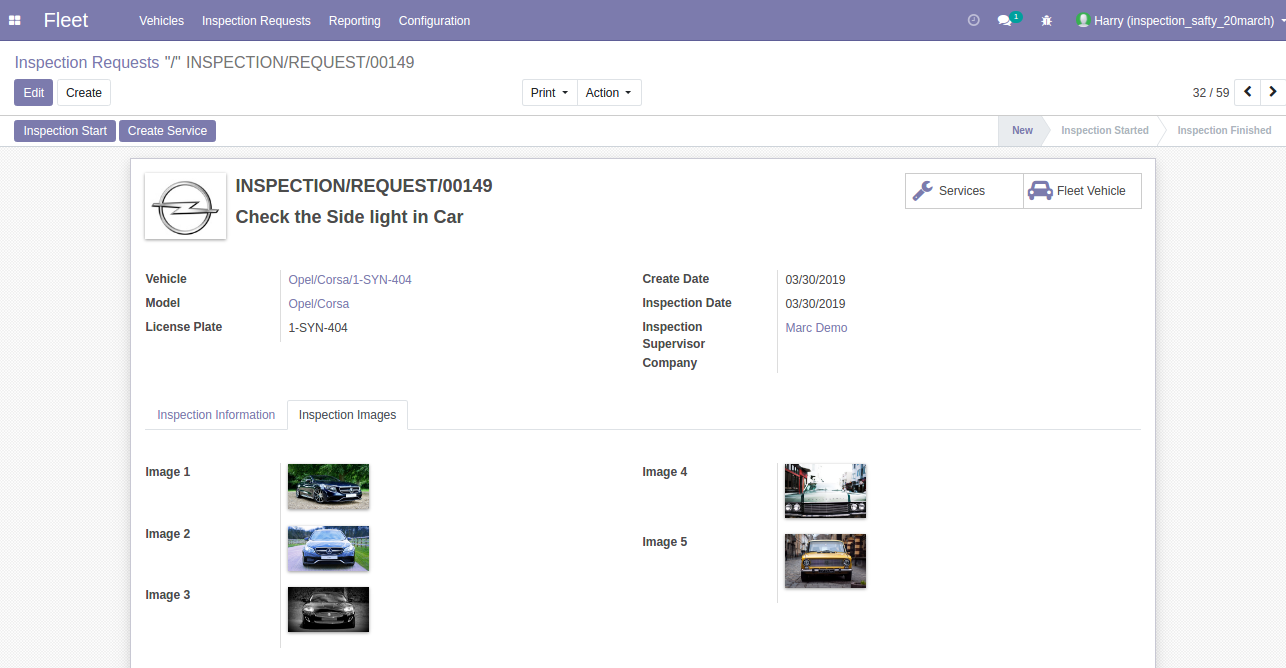 Fleet Vehicles Inspection Requests Reporting Configuration 1 Harry (inspection_safty_20march)
Inspection Requests "/" INSPECTION/REQUEST/00149
Edit Create Print Action 32 / 59
Inspection Start Create Service New Inspection Started Inspection Finished
INSPECTION/REQUEST/00149
Check the Side light in Car
Services Fleet Vehicle
Vehicle Opel/Corsa/1-SYN-404 Create Date 03/30/2019
Model Opel/Corsa Inspection Date 03/30/2019
License Plate 1-SYN-404 Inspection Marc Demo
Supervisor
Company
Inspection Information Inspection Images
Image 1 Image 4
Image 2 Image 5
Image 3